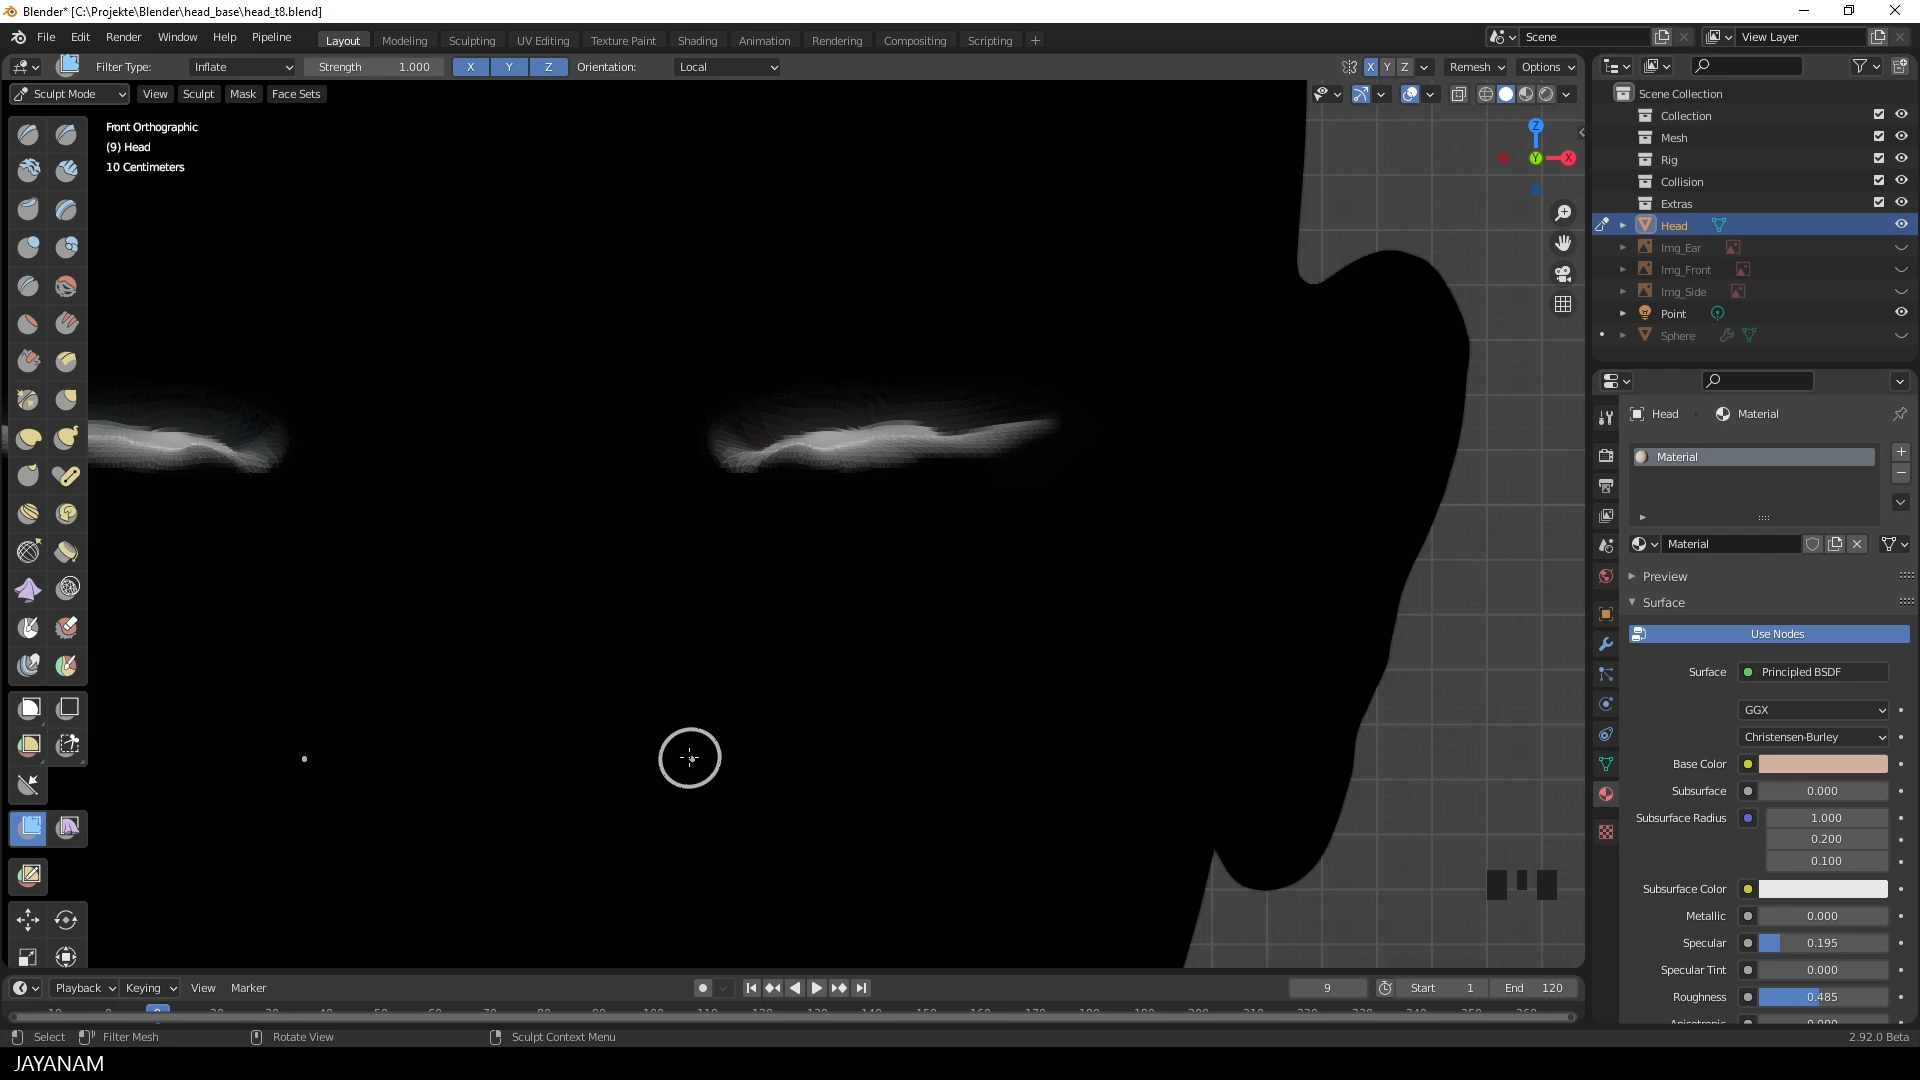 Blender* [C:\Projekte\Blender\head_base\head_t8.blend]
File Edit Render Window Help Pipeline
Layout Modeling Sculpting UV Editing Texture Paint Shading Animation Rendering Compositing Scripting +
Scene
View Layer
Filter Type: Inflate Strength 1.000 X Y Z Orientation: Local
X Y Z Remesh Options
Sculpt Mode View Sculpt Mask Face Sets
Front Orthographic
(9) Head
10 Centimeters
Z
Y
X
Scene Collection
Collection
Mesh
Rig
Collision
Extras
Head
Img_Ear
Img_Front
Img_Side
Point
Sphere
Head Material
Material
Material
Preview
Surface
Use Nodes
Surface Principled BSDF
GGX
Christensen-Burley
Base Color
Subsurface 0.000
Subsurface Radius 1.000
0.200
0.100
Subsurface Color
Metallic 0.000
Specular 0.195
Specular Tint 0.000
Roughness 0.485
Playback Keying View Marker
9 Start 1 End 120
Select Filter Mesh Rotate View Sculpt Context Menu
2.92.0 Beta
JAYANAM